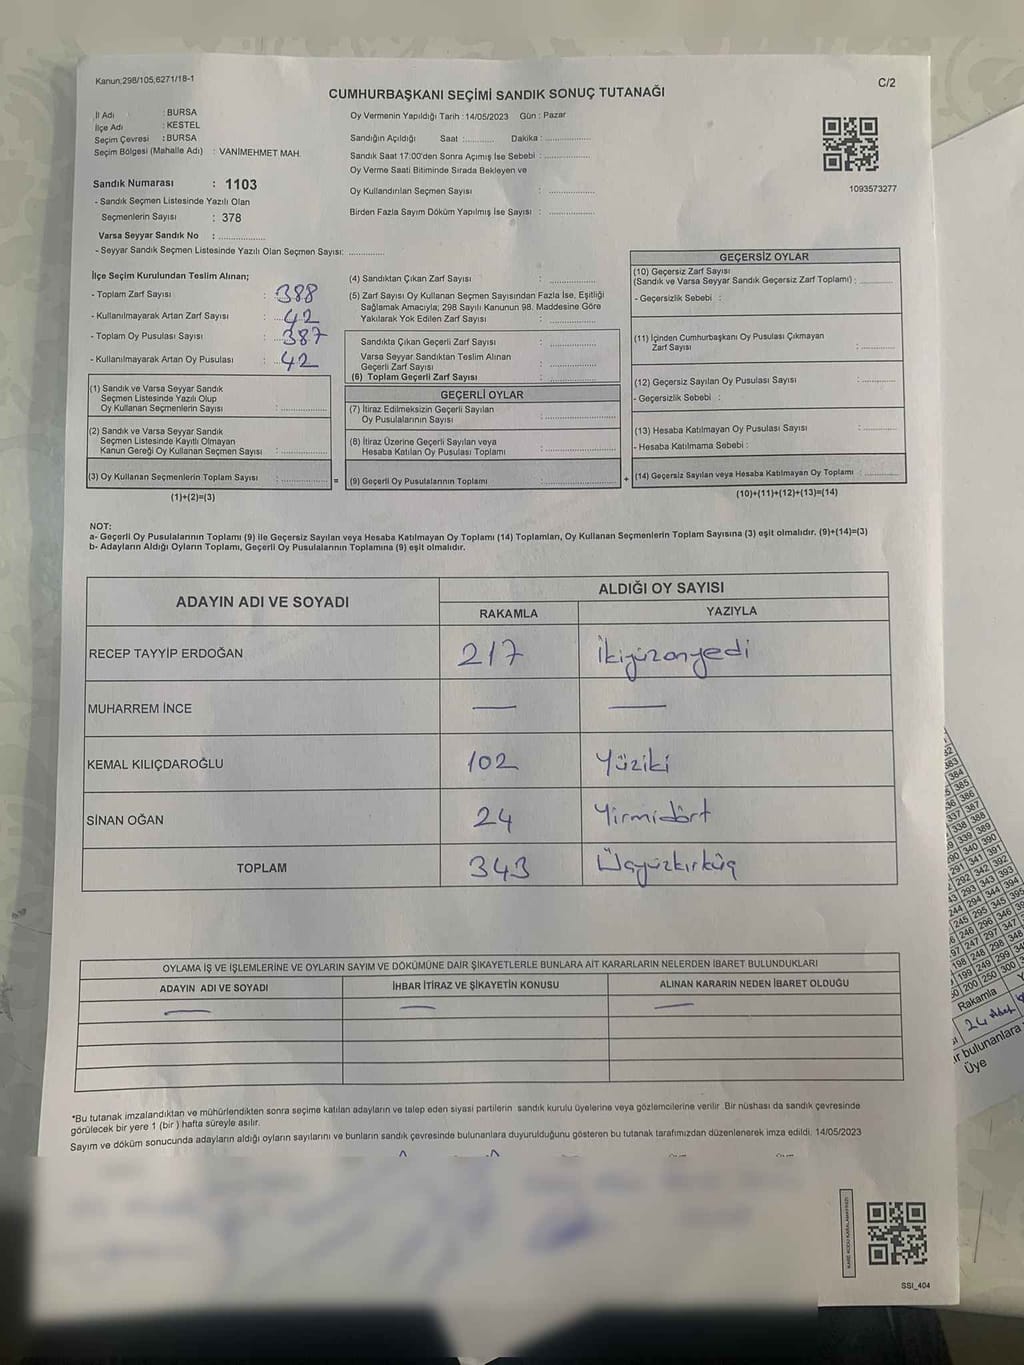 Kanun;298/105,6271/18-1
C/2
CUMHURBAŞKANI SEÇİMİ SANDIK SONUÇ TUTANAĞI
İl Adı : BURSA
İlçe Adı : KESTEL
Seçim Çevresi : BURSA
Seçim Bölgesi (Mahalle Adı) : VANİMEHMET MAH.
Sandık Numarası : 1103
- Sandık Seçmen Listesinde Yazılı Olan
Seçmenlerin Sayısı : 378
Varsa Seyyar Sandık No : ..................
- Seyyar Sandık Seçmen Listesinde Yazılı Olan Seçmen Sayısı: .............
Oy Vermenin Yapıldığı Tarih : 14/05/2023 Gün : Pazar
Sandığın Açıldığı Saat :........... Dakika : ...............
Sandık Saat 17:00'den Sonra Açımış İse Sebebi : ...............
Oy Verme Saati Bitiminde Sırada Bekleyen ve
Oy Kullandırılan Seçmen Sayısı : ...............
Birden Fazla Sayım Döküm Yapılmış İse Sayısı : ...............
1093573277
İlçe Seçim Kurulundan Teslim Alınan;
- Toplam Zarf Sayısı : 388
- Kullanılmayarak Artan Zarf Sayısı : 42
- Toplam Oy Pusulası Sayısı : 387
- Kullanılmayarak Artan Oy Pusulası : 42
(1) Sandık ve Varsa Seyyar Sandık
Seçmen Listesinde Yazılı Olup
Oy Kullanan Seçmenlerin Sayısı : ...............
(2) Sandık ve Varsa Seyyar Sandık
Seçmen Listesinde Kayıtlı Olmayan
Kanun Gereği Oy Kullanan Seçmen Sayısı : ...............
(3) Oy Kullanan Seçmenlerin Toplam Sayısı : ............... =
(1)+(2)=(3)
(4) Sandıktan Çıkan Zarf Sayısı : ...............
(5) Zarf Sayısı Oy Kullanan Seçmen Sayısından Fazla İse, Eşitliği
Sağlamak Amacıyla; 298 Sayılı Kanunun 98. Maddesine Göre
Yakılarak Yok Edilen Zarf Sayısı : ...............
Sandıkta Çıkan Geçerli Zarf Sayısı : ...............
Varsa Seyyar Sandıktan Teslim Alınan
Geçerli Zarf Sayısı : ...............
(6) Toplam Geçerli Zarf Sayısı : ...............
GEÇERLİ OYLAR
(7) İtiraz Edilmeksizin Geçerli Sayılan
Oy Pusulalarının Sayısı : ...............
(8) İtiraz Üzerine Geçerli Sayılan veya
Hesaba Katılan Oy Pusulası Toplamı : ...............
(9) Geçerli Oy Pusulalarının Toplamı : ............... +
GEÇERSİZ OYLAR
(10) Geçersiz Zarf Sayısı
(Sandık ve Varsa Seyyar Sandık Geçersiz Zarf Toplamı) : ............
- Geçersizlik Sebebi :
(11) İçinden Cumhurbaşkanı Oy Pusulası Çıkmayan
Zarf Sayısı : ............
(12) Geçersiz Sayılan Oy Pusulası Sayısı : ............
- Geçersizlik Sebebi :
(13) Hesaba Katılmayan Oy Pusulası Sayısı : ............
- Hesaba Katılmama Sebebi :
(14) Geçersiz Sayılan veya Hesaba Katılmayan Oy Toplamı : ............
(10)+(11)+(12)+(13)=(14)
NOT:
a- Geçerli Oy Pusulalarının Toplamı (9) ile Geçersiz Sayılan veya Hesaba Katılmayan Oy Toplamı (14) Toplamları, Oy Kullanan Seçmenlerin Toplam Sayısına (3) eşit olmalıdır. (9)+(14)=(3)
b- Adayların Aldığı Oyların Toplamı, Geçerli Oy Pusulalarının Toplamına (9) eşit olmalıdır.
ADAYIN ADI VE SOYADI
ALDIĞI OY SAYISI
RAKAMLA YAZIYLA
RECEP TAYYİP ERDOĞAN 217 İkiyüzonyedi
MUHARREM İNCE — —
KEMAL KILIÇDAROĞLU 102 Yüziki
SİNAN OĞAN 24 Yirmidört
TOPLAM 343 Üçyüzkırküç
OYLAMA İŞ VE İŞLEMLERİNE VE OYLARIN SAYIM VE DÖKÜMÜNE DAİR ŞİKAYETLERLE BUNLARA AİT KARARLARIN NELERDEN İBARET BULUNDUKLARI
ADAYIN ADI VE SOYADI İHBAR İTİRAZ VE ŞİKAYETİN KONUSU ALINAN KARARIN NEDEN İBARET OLDUĞU
— — —
*Bu tutanak imzalandıktan ve mühürlendikten sonra seçime katılan adayların ve talep eden siyasi partilerin sandık kurulu üyelerine veya gözlemcilerine verilir .Bir nüshası da sandık çevresinde
görülecek bir yere 1 (bir ) hafta süreyle asılır.
Sayım ve döküm sonucunda adayların aldığı oyların sayılarını ve bunların sandık çevresinde bulunanlara duyurulduğunu gösteren bu tutanak tarafımızdan düzenlenerek imza edildi. 14/05/2023
SSI_404
Rakamla
Üye